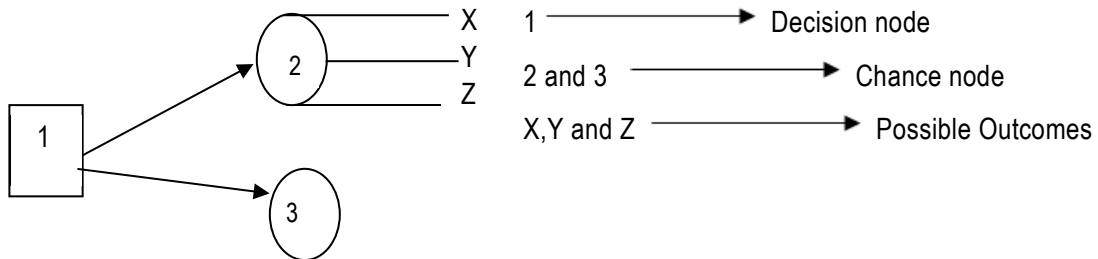 X
Y
Z
1
2
3
1 Decision node
2 and 3 Chance node
X,Y and Z Possible Outcomes